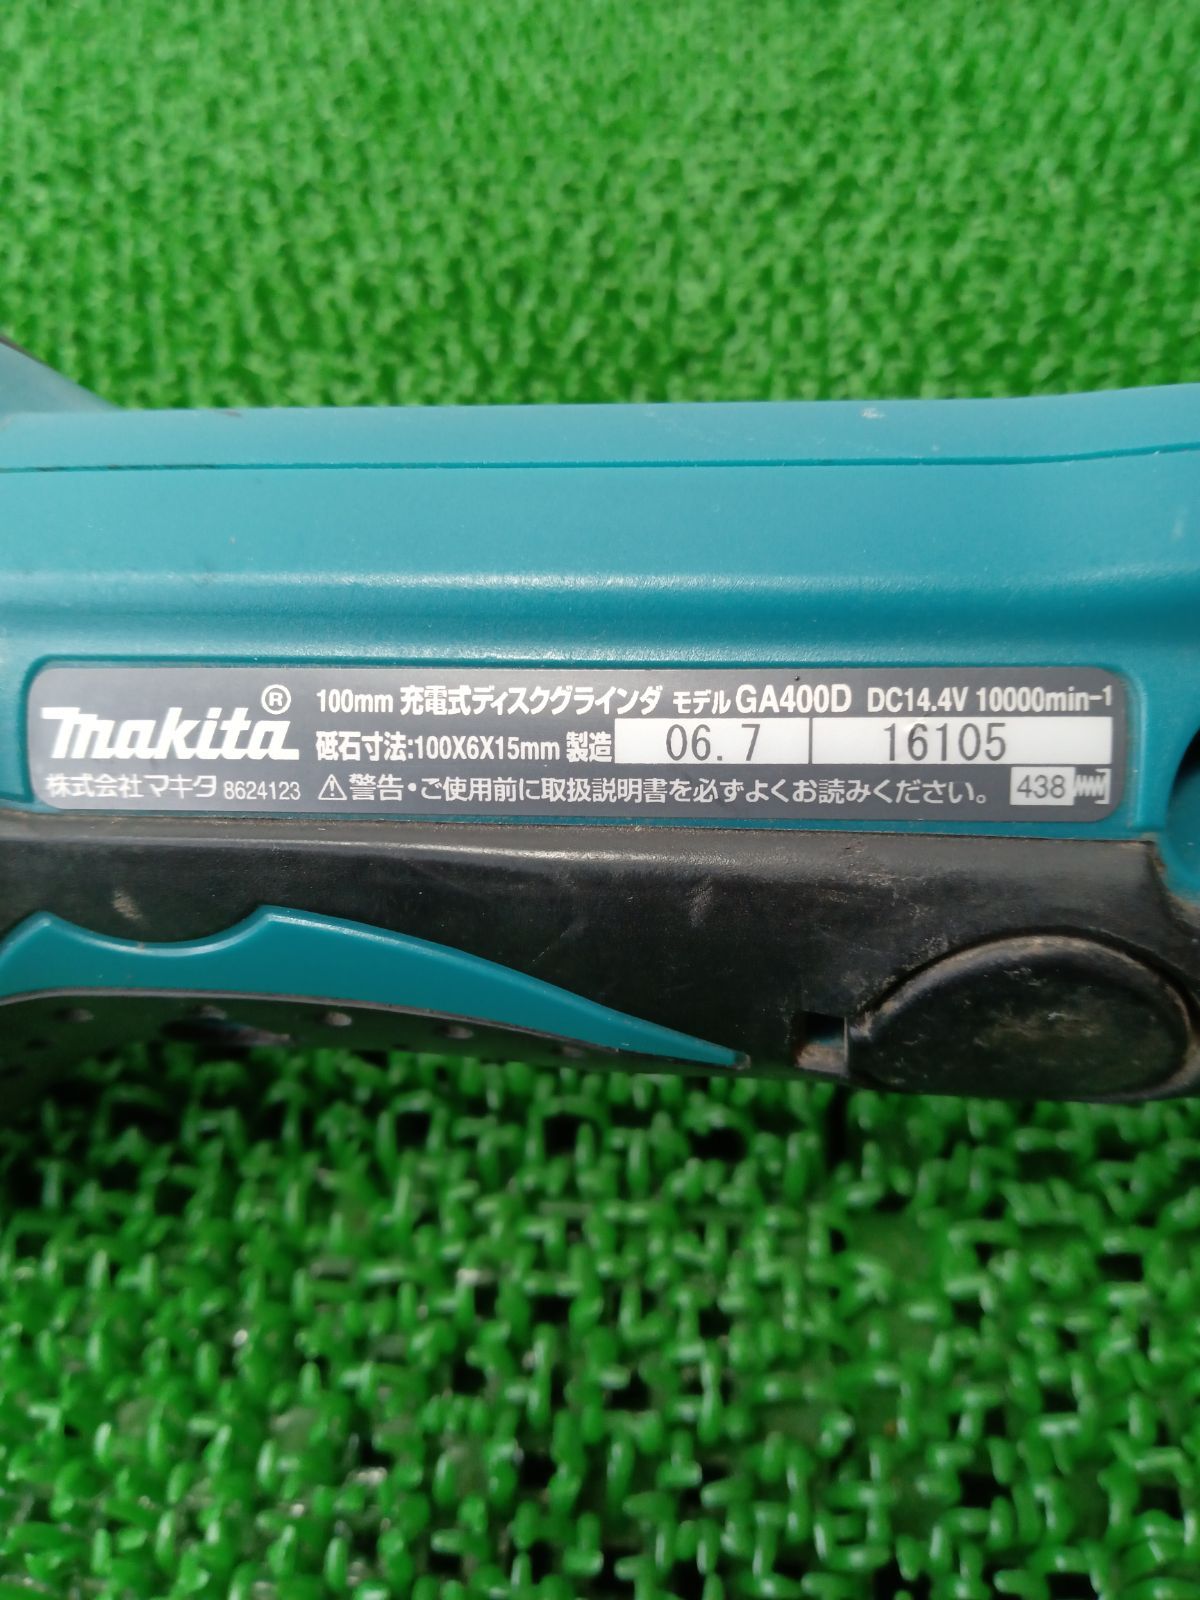 makita®
株式会社マキタ 8624123
100mm 充電式ディスクグラインダ モデル GA400D DC14.4V 10000min-1
砥石寸法:100X6X15mm 製造 06.7 16105
⚠警告・ご使用前に取扱説明書を必ずよくお読みください。 438